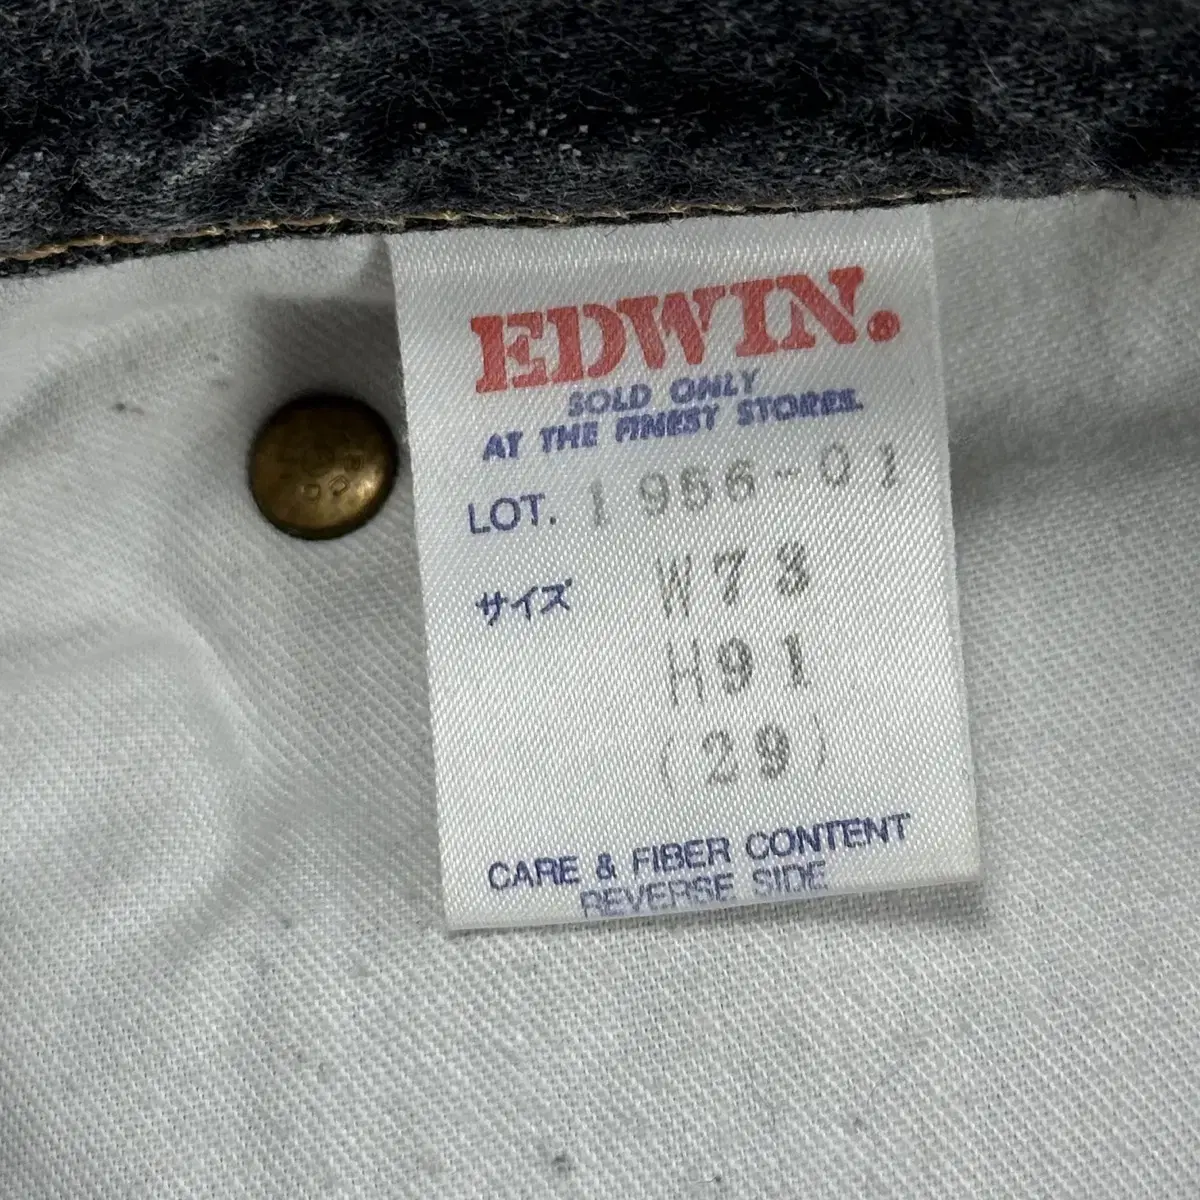 EDWIN.®
SOLD ONLY
AT THE FINEST STORES.
LOT. 1966-01
サイズ W73
H91
(29)
CARE & FIBER CONTENT
REVERSE SIDE